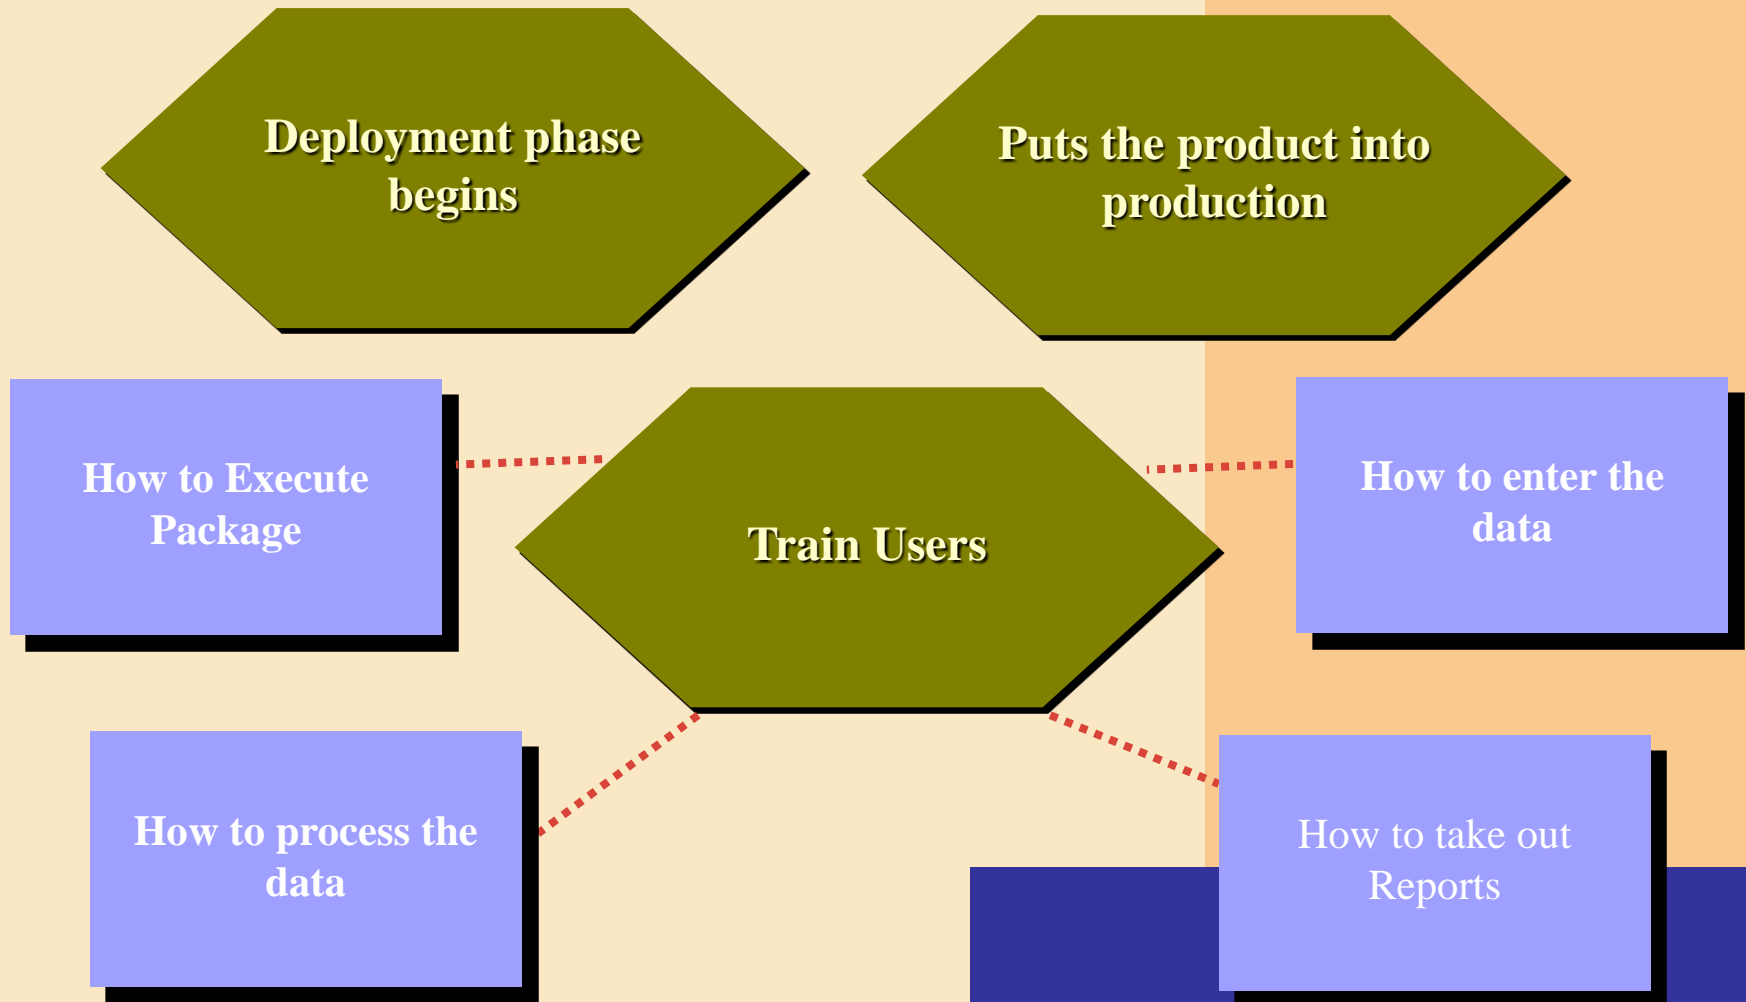 Deployment phase
begins
Puts the product into
production
How to Execute
Package
Train Users
How to enter the
data
How to process the
data
How to take out
Reports